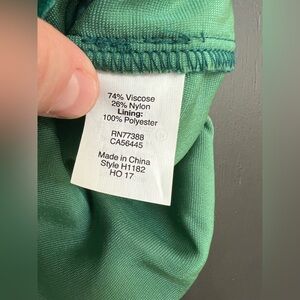 74% Viscose
26% Nylon
Lining:
100% Polyester
RN77388
CA56445
Made in China
Style H1182
HO 17